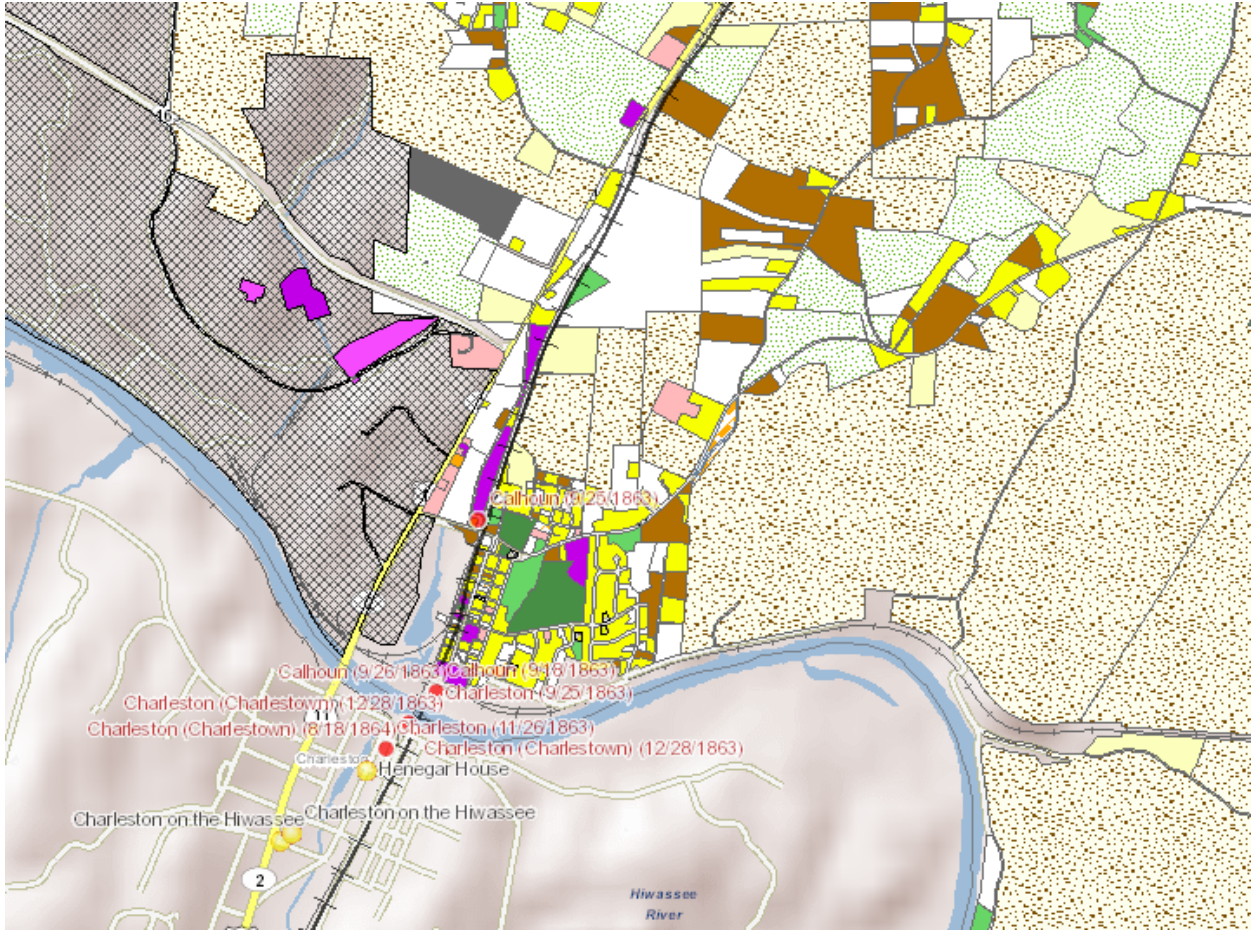 Calhoun (9/25/1863)
Calhoun (9/26/1863)
Calhoun (9/18/1863)
Charleston (9/25/1863)
Charleston (Charlestown) (12/28/1863)
11
Charleston (Charlestown) (8/18/1864)
Charleston (11/26/1863)
Charleston (Charlestown) (12/28/1863)
Charleston
Henegar House
Charleston on the Hiwassee
Charleston on the Hiwassee
2
Hiwassee
River